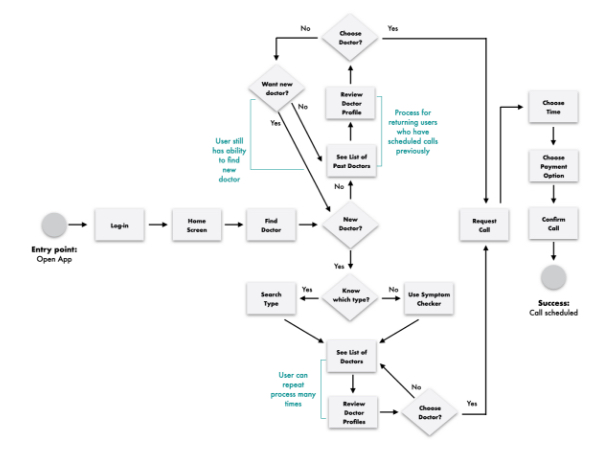 Choose
Doctor?
No
Yes
Want new
doctor?
No
Yes
Review
Doctor
Profile
Process for
returning users
who have
scheduled calls
previously
User still
has ability
to find
new
doctor
See List of
Past Doctors
No
Choose
Time
Choose
Payment
Option
Entry point:
Open App
Log-in
Home
Screen
Find
Doctor
New
Doctor?
Request
Call
Confirm
Call
Success:
Call scheduled
Yes
Search
Type
Yes
Know
which type?
No
Use Symptom
Checker
See List of
Doctors
User can
repeat
process many
times
Review
Doctor
Profiles
No
Choose
Doctor?
Yes